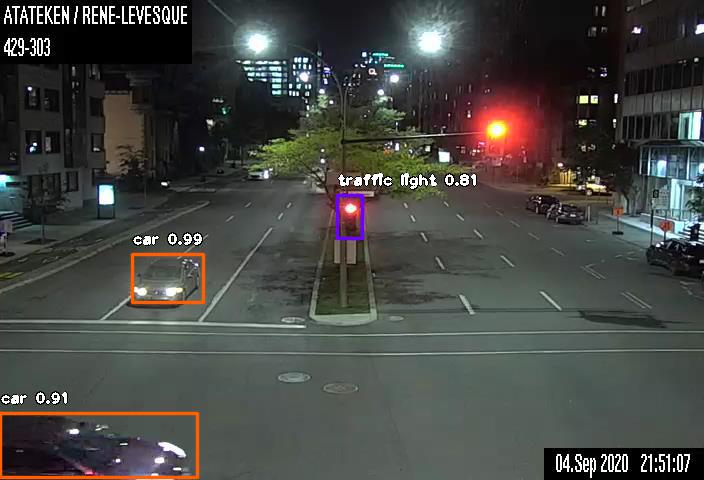 ATATEKEN / RENE-LEVESQUE
429-303
traffic light 0.81
car 0.99
car 0.91
04.Sep 2020 21:51:07